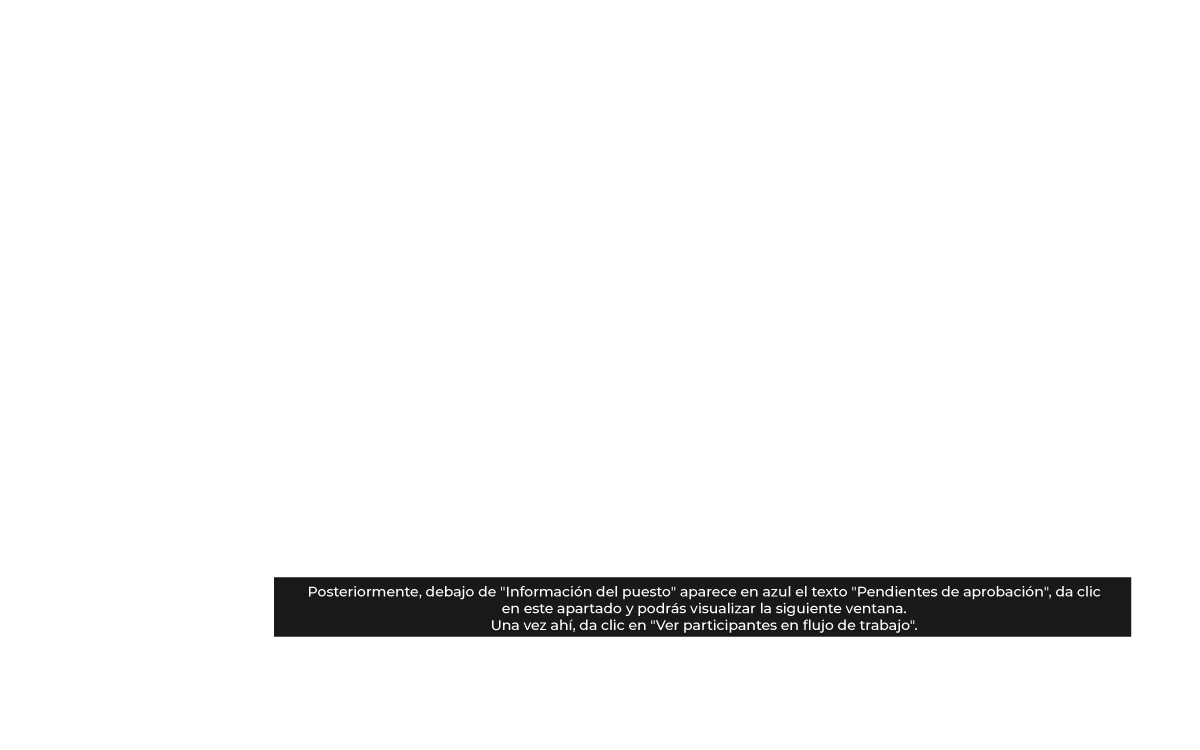 Posteriormente, debajo de "Información del puesto" aparece en azul el texto "Pendientes de aprobación", da clic
en este apartado y podrás visualizar la siguiente ventana.
Una vez ahí, da clic en "Ver participantes en flujo de trabajo".